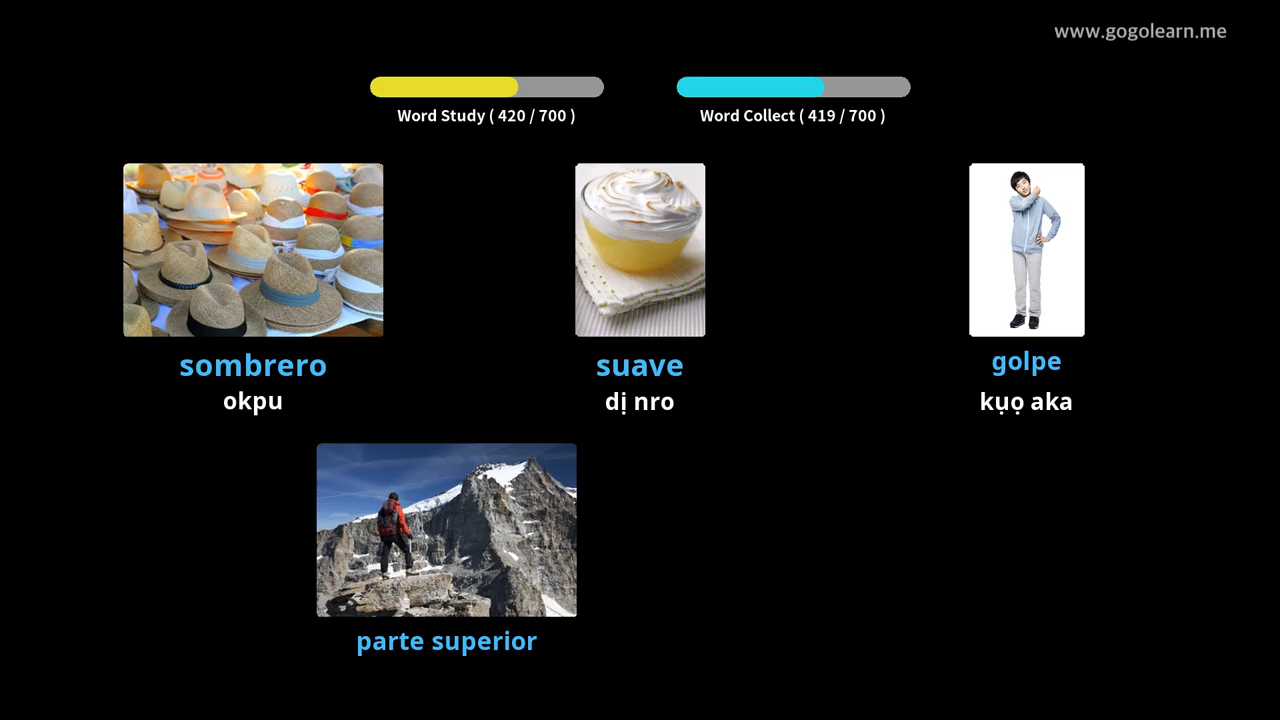 www.gogolearn.me
Word Study ( 420 / 700 )
Word Collect ( 419 / 700 )
sombrero
okpu
suave
dị nro
golpe
kụọ aka
parte superior